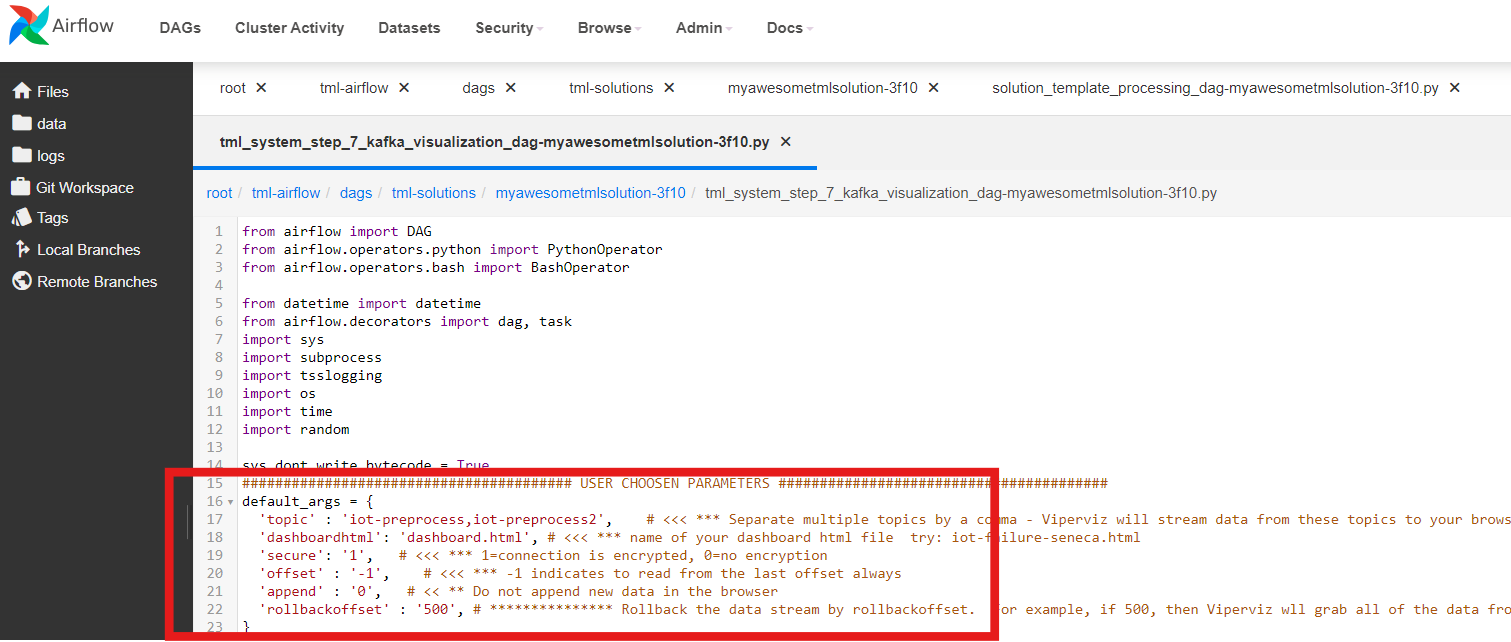 Airflow DAGs Cluster Activity Datasets Security Browse Admin Docs
Files
data
logs
Git Workspace
Tags
Local Branches
Remote Branches
root ✕ tml-airflow ✕ dags ✕ tml-solutions ✕ myawesometmlsolution-3f10 ✕ solution_template_processing_dag-myawesometmlsolution-3f10.py ✕
tml_system_step_7_kafka_visualization_dag-myawesometmlsolution-3f10.py ✕
root / tml-airflow / dags / tml-solutions / myawesometmlsolution-3f10 / tml_system_step_7_kafka_visualization_dag-myawesometmlsolution-3f10.py
1 from airflow import DAG
2 from airflow.operators.python import PythonOperator
3 from airflow.operators.bash import BashOperator
4
5 from datetime import datetime
6 from airflow.decorators import dag, task
7 import sys
8 import subprocess
9 import tsslogging
10 import os
11 import time
12 import random
13
14 sys.dont_write_bytecode = True
15 ######################################## USER CHOOSEN PARAMETERS ########################################
16 default_args = {
17 'topic' : 'iot-preprocess,iot-preprocess2', # <<< *** Separate multiple topics by a comma - Viperviz will stream data from these topics to your brows
18 'dashboardhtml': 'dashboard.html', # <<< *** name of your dashboard html file try: iot-failure-seneca.html
19 'secure': '1', # <<< *** 1=connection is encrypted, 0=no encryption
20 'offset' : '-1', # <<< *** -1 indicates to read from the last offset always
21 'append' : '0', # << ** Do not append new data in the browser
22 'rollbackoffset' : '500', # *************** Rollback the data stream by rollbackoffset. For example, if 500, then Viperviz wll grab all of the data fro
23 }